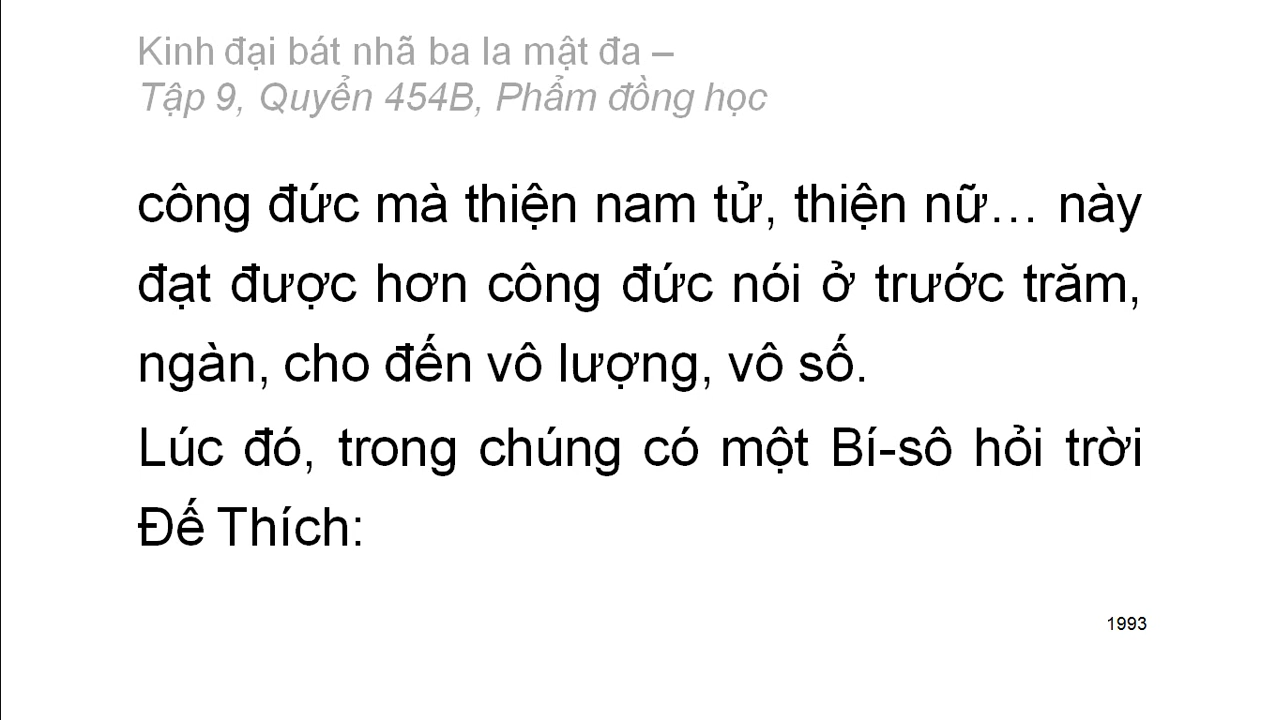 Kinh đại bát nhã ba la mật đa –
Tập 9, Quyển 454B, Phẩm đồng học
công đức mà thiện nam tử, thiện nữ… này
đạt được hơn công đức nói ở trước trăm,
ngàn, cho đến vô lượng, vô số.
Lúc đó, trong chúng có một Bí-sô hỏi trời
Đế Thích:
1993